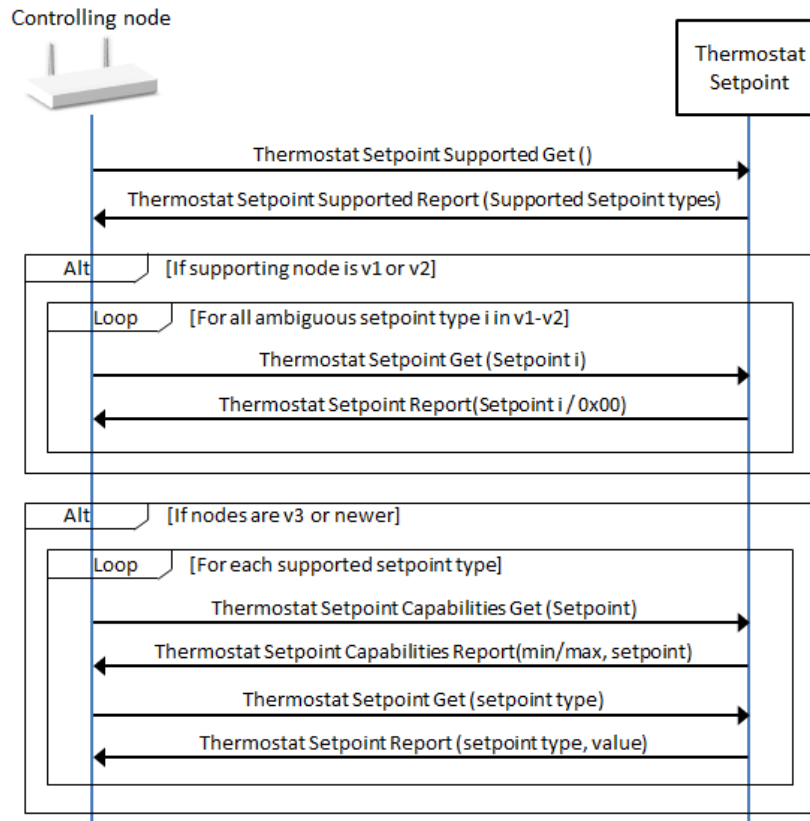 Controlling node
Thermostat
Setpoint
Thermostat Setpoint Supported Get ()
Thermostat Setpoint Supported Report (Supported Setpoint types)
Alt [If supporting node is v1 or v2]
Loop [For all ambiguous setpoint type i in v1-v2]
Thermostat Setpoint Get (Setpoint i)
Thermostat Setpoint Report(Setpoint i / 0x00)
Alt [If nodes are v3 or newer]
Loop [For each supported setpoint type]
Thermostat Setpoint Capabilities Get (Setpoint)
Thermostat Setpoint Capabilities Report(min/max, setpoint)
Thermostat Setpoint Get (setpoint type)
Thermostat Setpoint Report (setpoint type, value)